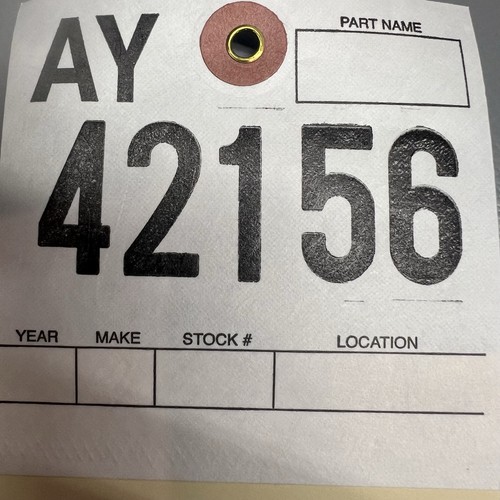 AY
PART NAME
42156
YEAR MAKE STOCK # LOCATION